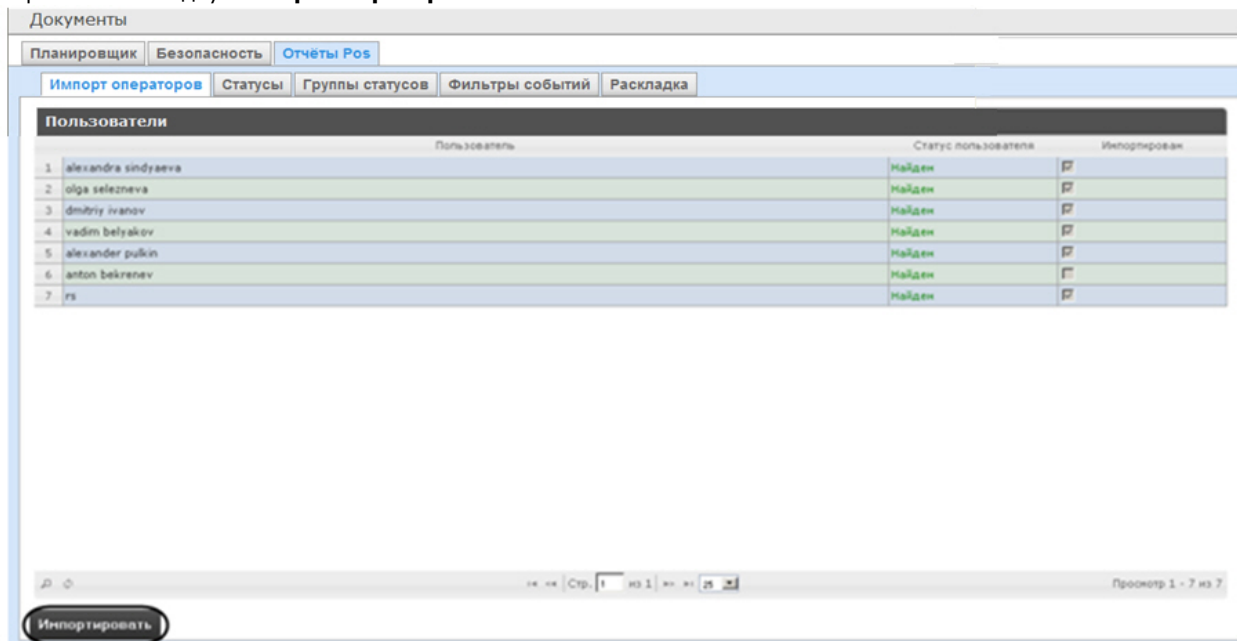 Документы
Планировщик Безопасность Отчёты Pos
Импорт операторов Статусы Группы статусов Фильтры событий Раскладка
Пользователи
Пользователь Статус пользователя Импортирован
1 alexandra sindyaeva Найден
2 olga selezneva Найден
3 dmitriy ivanov Найден
4 vadim belyakov Найден
5 alexander pulkin Найден
6 anton bekrenev Найден
7 rs Найден
Стр. 1 из 1 25 Просмотр 1 - 7 из 7
Импортировать